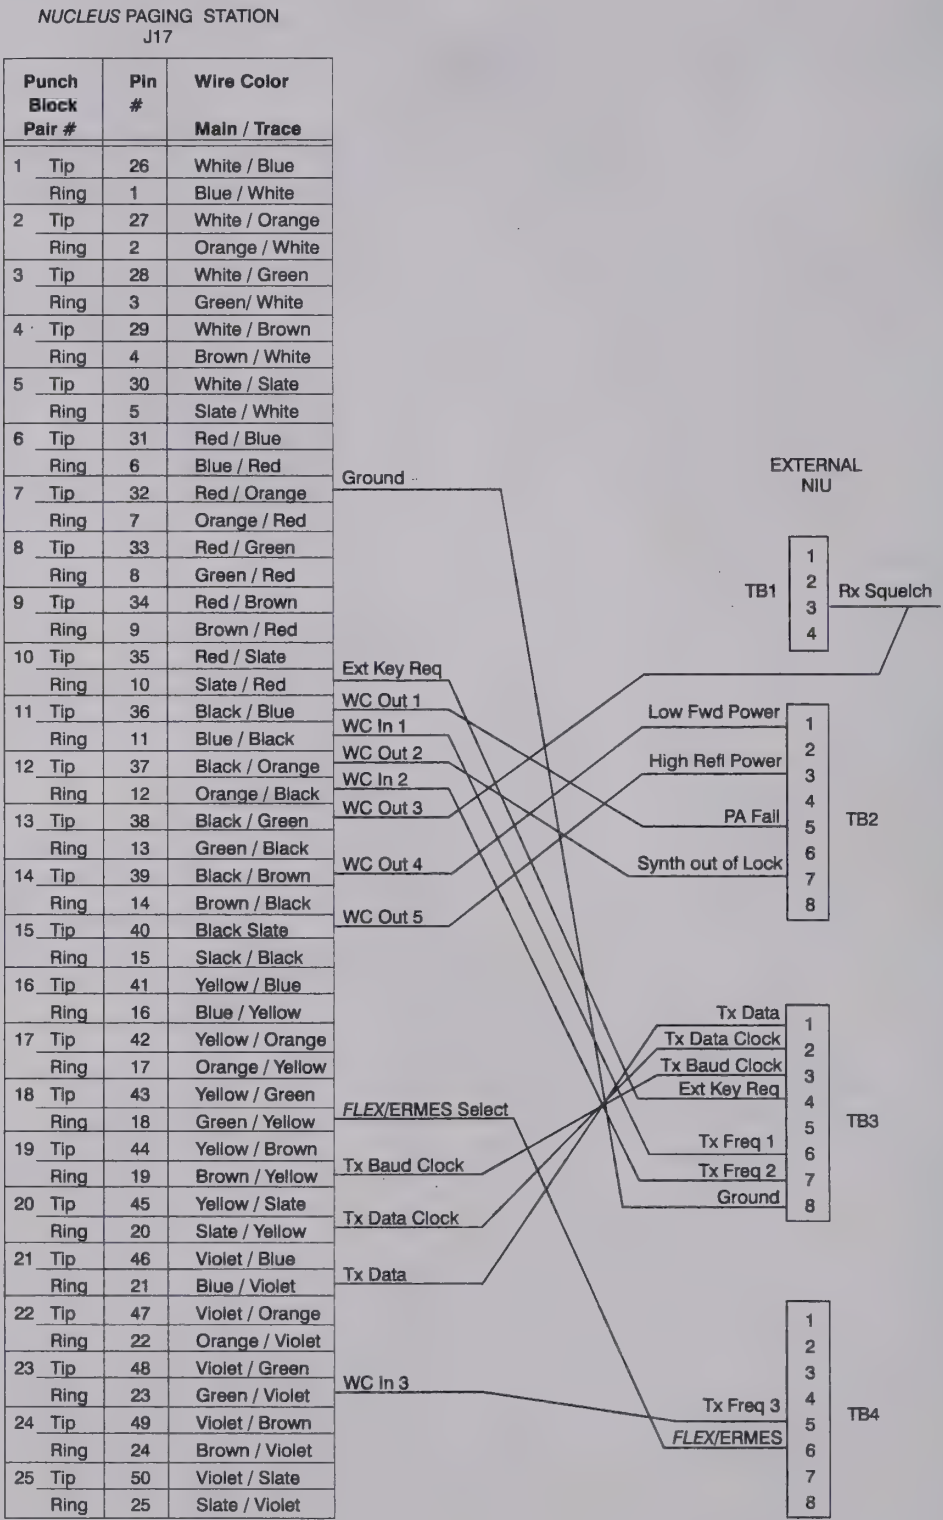 NUCLEUS PAGING STATION
J17
Punch Block Pair # Pin # Wire Color Main / Trace
1 Tip 26 White / Blue
Ring 1 Blue / White
2 Tip 27 White / Orange
Ring 2 Orange / White
3 Tip 28 White / Green
Ring 3 Green/ White
4 Tip 29 White / Brown
Ring 4 Brown / White
5 Tip 30 White / Slate
Ring 5 Slate / White
6 Tip 31 Red / Blue
Ring 6 Blue / Red
7 Tip 32 Red / Orange
Ring 7 Orange / Red
8 Tip 33 Red / Green
Ring 8 Green / Red
9 Tip 34 Red / Brown
Ring 9 Brown / Red
10 Tip 35 Red / Slate
Ring 10 Slate / Red
11 Tip 36 Black / Blue
Ring 11 Blue / Black
12 Tip 37 Black / Orange
Ring 12 Orange / Black
13 Tip 38 Black / Green
Ring 13 Green / Black
14 Tip 39 Black / Brown
Ring 14 Brown / Black
15 Tip 40 Black Slate
Ring 15 Slack / Black
16 Tip 41 Yellow / Blue
Ring 16 Blue / Yellow
17 Tip 42 Yellow / Orange
Ring 17 Orange / Yellow
18 Tip 43 Yellow / Green
Ring 18 Green / Yellow
19 Tip 44 Yellow / Brown
Ring 19 Brown / Yellow
20 Tip 45 Yellow / Slate
Ring 20 Slate / Yellow
21 Tip 46 Violet / Blue
Ring 21 Blue / Violet
22 Tip 47 Violet / Orange
Ring 22 Orange / Violet
23 Tip 48 Violet / Green
Ring 23 Green / Violet
24 Tip 49 Violet / Brown
Ring 24 Brown / Violet
25 Tip 50 Violet / Slate
Ring 25 Slate / Violet
Ground
Ext Key Req
WC Out 1
WC In 1
WC Out 2
WC In 2
WC Out 3
WC Out 4
WC Out 5
FLEX/ERMES Select
Tx Baud Clock
Tx Data Clock
Tx Data
WC In 3
EXTERNAL
NIU
TB1
1
2
3
4
Rx Squelch
Low Fwd Power
High Refl Power
PA Fail
Synth out of Lock
1
2
3
4
5
6
7
8
TB2
Tx Data
Tx Data Clock
Tx Baud Clock
Ext Key Req
Tx Freq 1
Tx Freq 2
Ground
1
2
3
4
5
6
7
8
TB3
Tx Freq 3
FLEX/ERMES
1
2
3
4
5
6
7
8
TB4